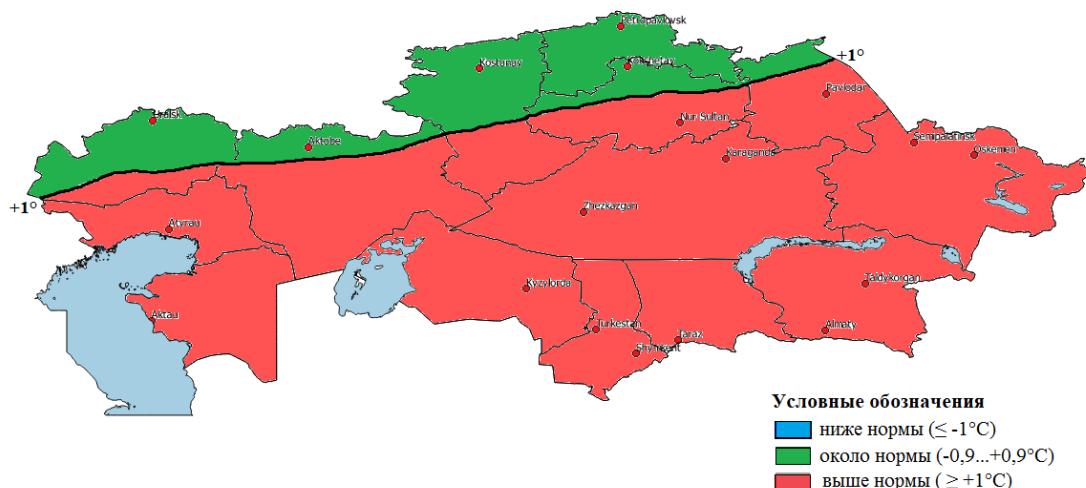 Petropavlovsk
Kostanay
Kokshetau
+1°
Pavlodar
Uralsk
Nur-Sultan
Aktobe
Semipalatinsk
Oskemen
Karaganda
+1°
Zhezkazgan
Atyrau
Taldykorgan
Kyzylorda
Aktau
Turkestan
Almaty
Taraz
Shymkent
Условные обозначения
ниже нормы (≤ -1°C)
около нормы (-0,9...+0,9°C)
выше нормы ( ≥ +1°C)